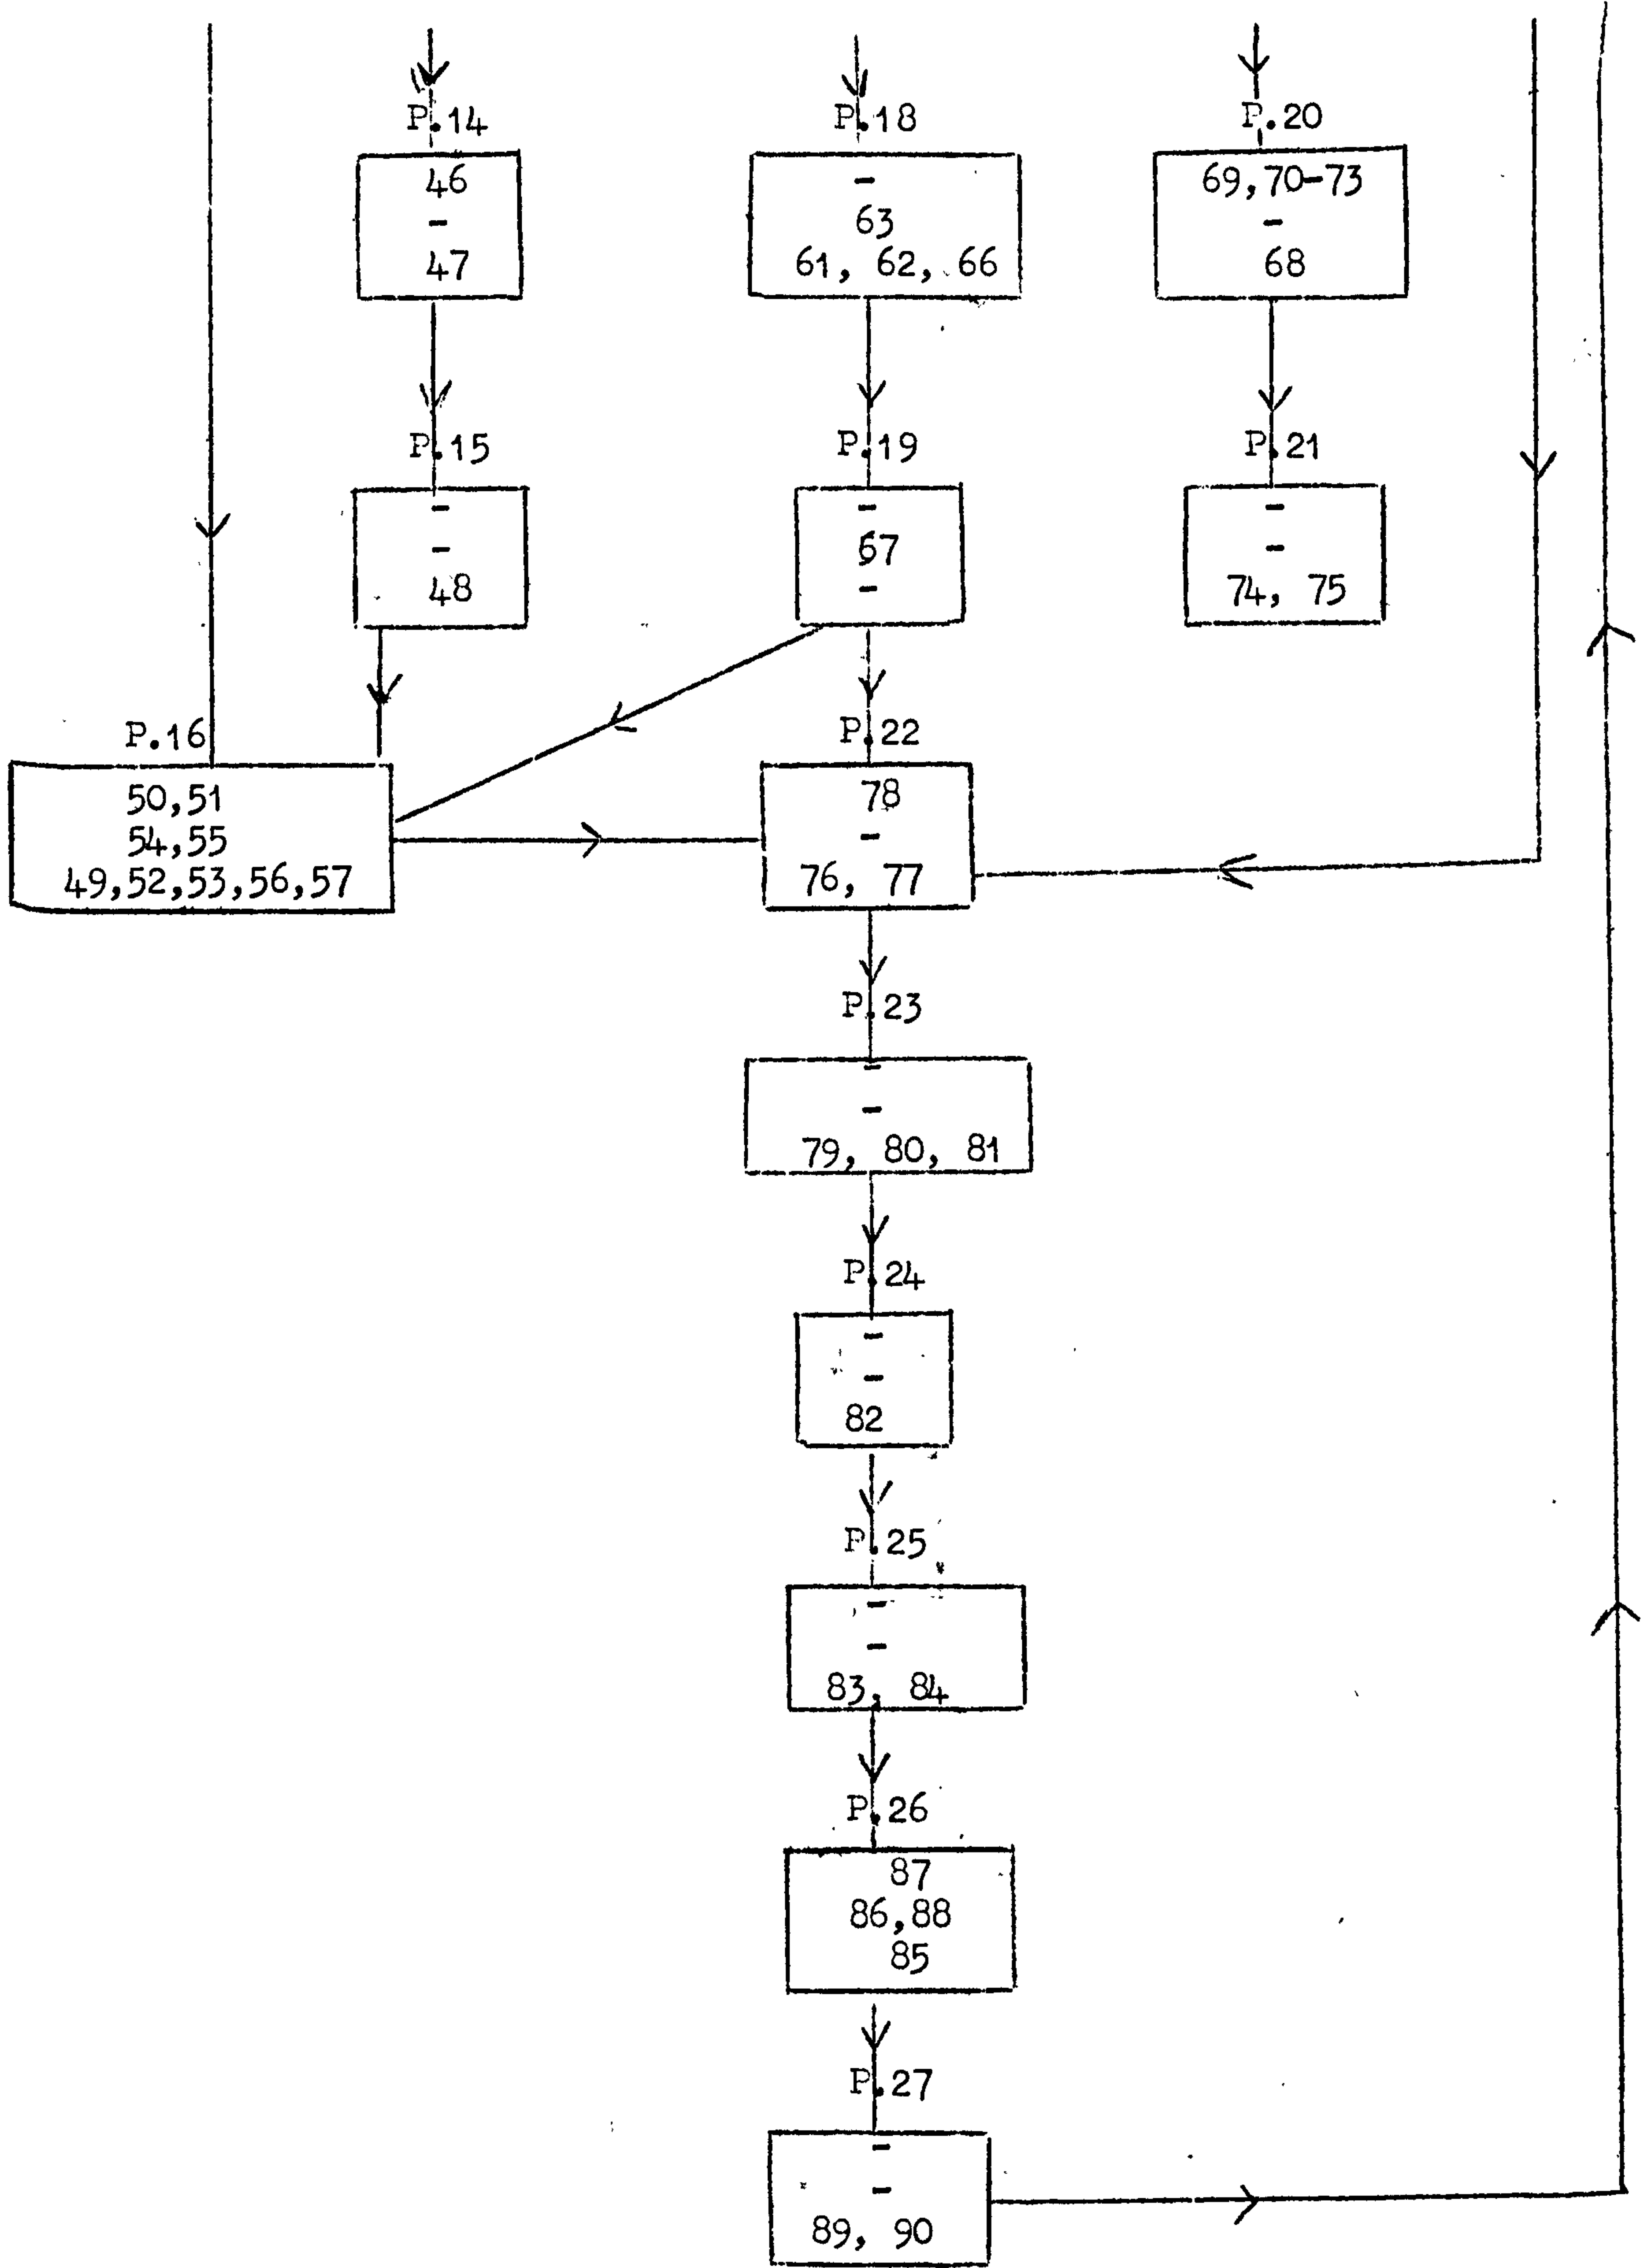 P.14
46
-
47
P.18
-
63
61, 62, 66
P.20
69,70-73
-
68
P.15
-
-
48
P.19
-
67
-
P.21
-
-
74, 75
P.16
50,51
54,55
49,52,53,56,57
P.22
78
-
76, 77
P.23
-
-
79, 80, 81
P.24
-
-
82
P.25
-
-
83, 84
P.26
87
86,88
85
P.27
-
-
89, 90